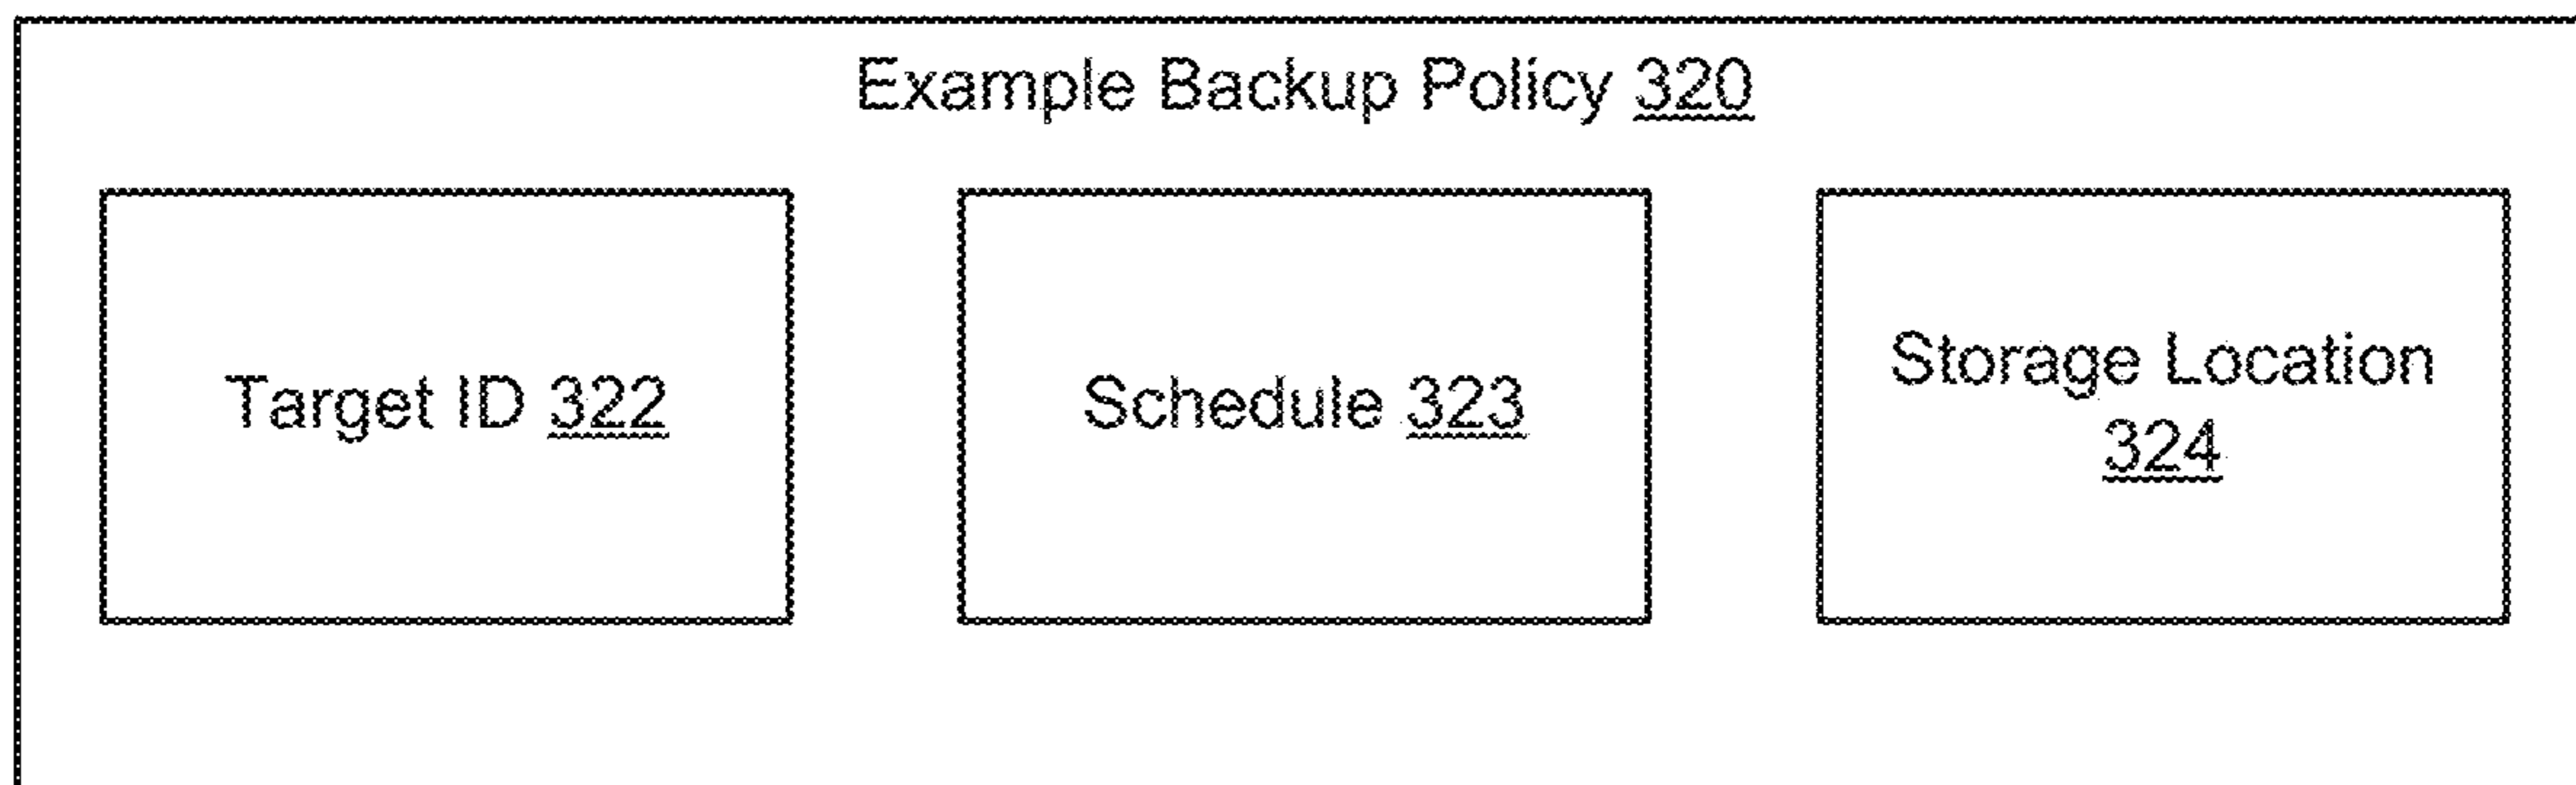 Example Backup Policy 320
Target ID 322
Schedule 323
Storage Location
324